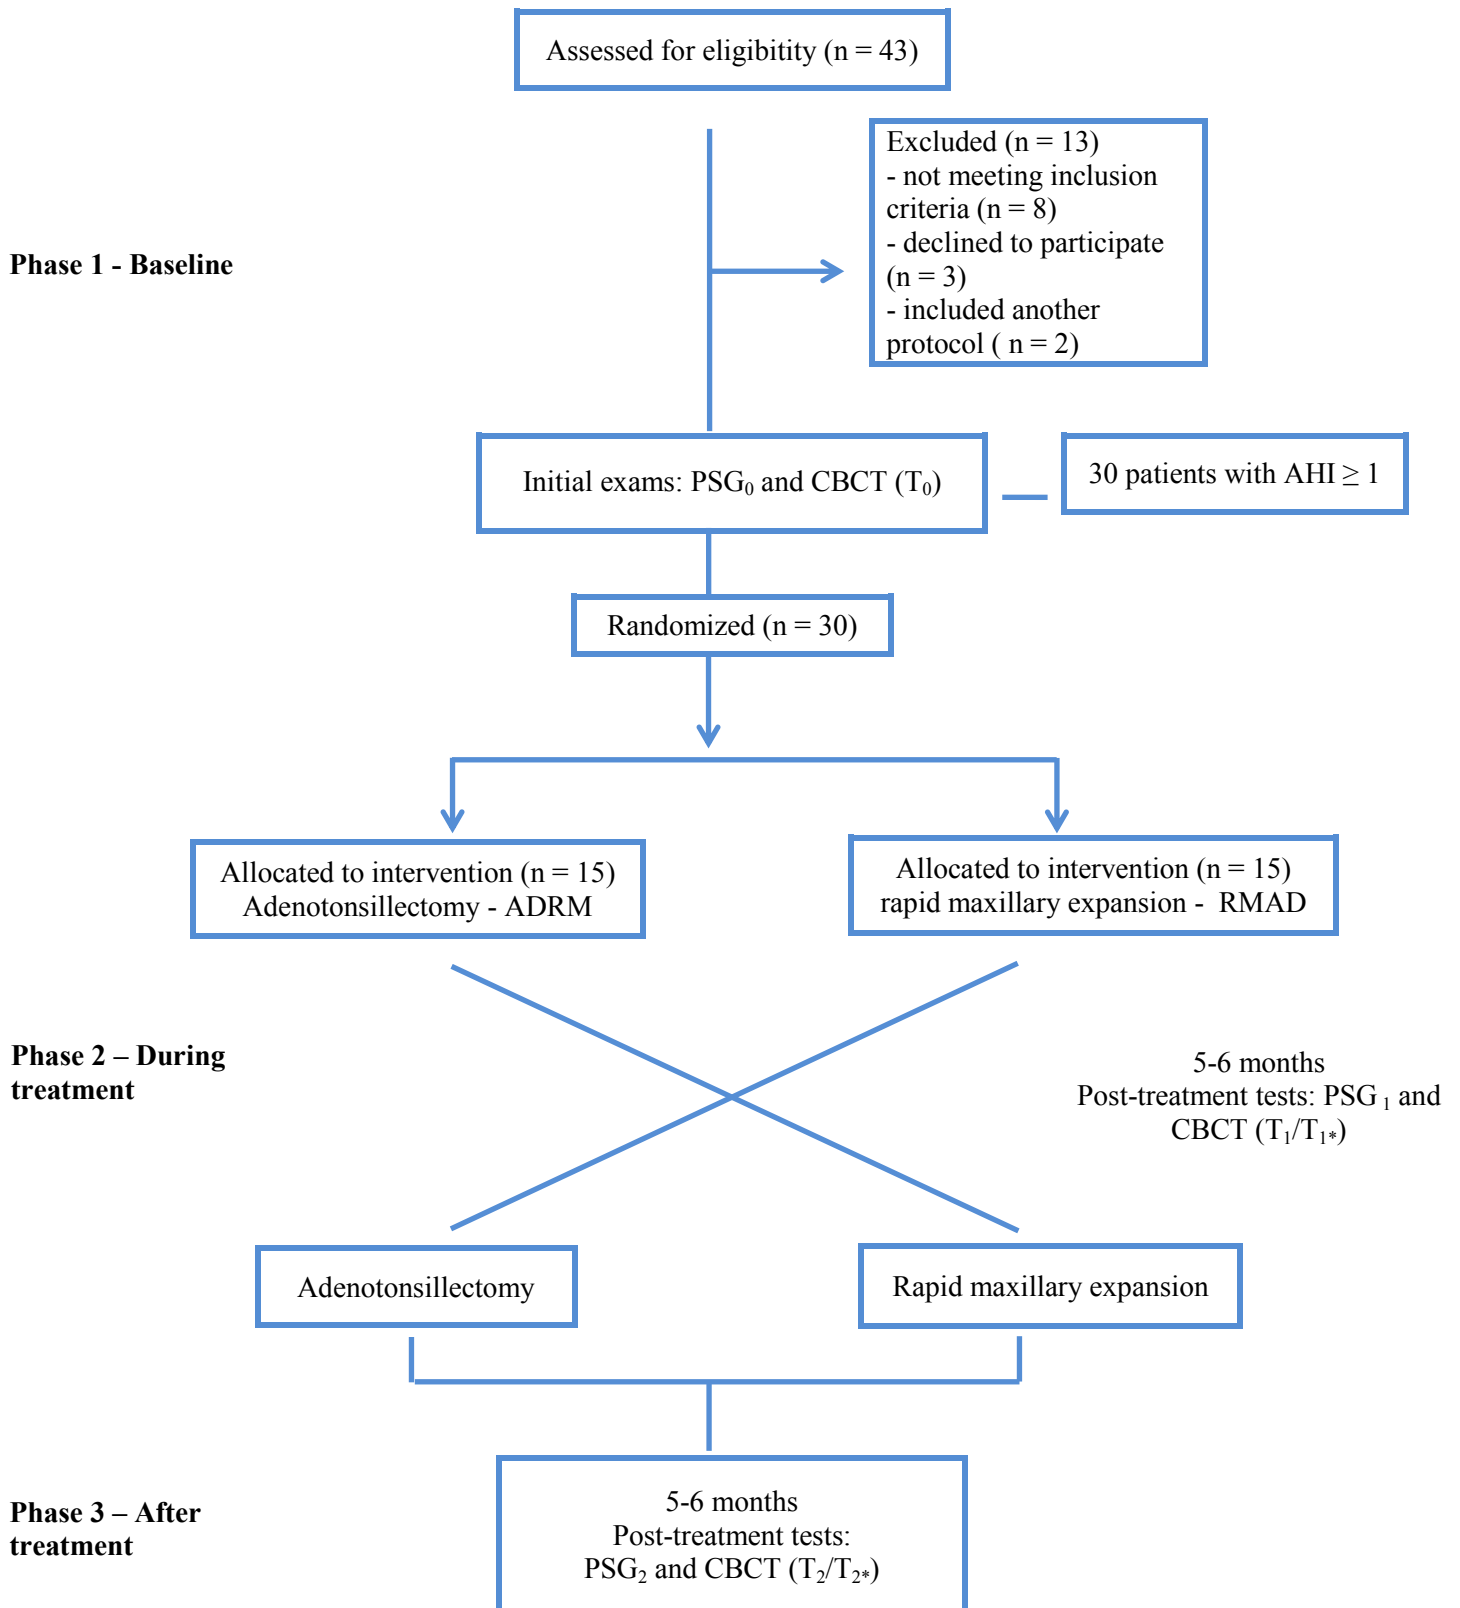 Assessed for eligibitity (n = 43)
Excluded (n = 13)
- not meeting inclusion
criteria (n = 8)
- declined to participate
(n = 3)
- included another
protocol ( n = 2)
Phase 1 - Baseline
Initial exams: PSG₀ and CBCT (T₀)
30 patients with AHI ≥ 1
Randomized (n = 30)
Allocated to intervention (n = 15)
Adenotonsillectomy - ADRM
Allocated to intervention (n = 15)
rapid maxillary expansion - RMAD
Phase 2 – During
treatment
5-6 months
Post-treatment tests: PSG ₁ and
CBCT (T₁/T₁*)
Adenotonsillectomy
Rapid maxillary expansion
Phase 3 – After
treatment
5-6 months
Post-treatment tests:
PSG₂ and CBCT (T₂/T₂*)